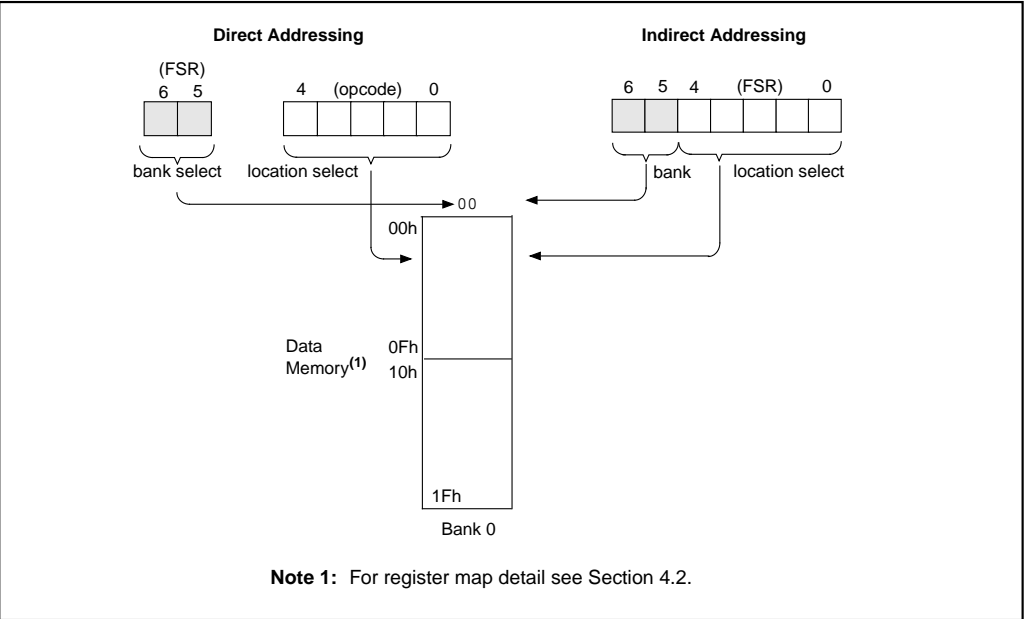 Direct Addressing
Indirect Addressing
(FSR)
6 5
4 (opcode) 0
6 5 4 (FSR) 0
bank select
location select
bank
location select
00
00h
Data
Memory(1)
0Fh
10h
1Fh
Bank 0
Note 1: For register map detail see Section 4.2.